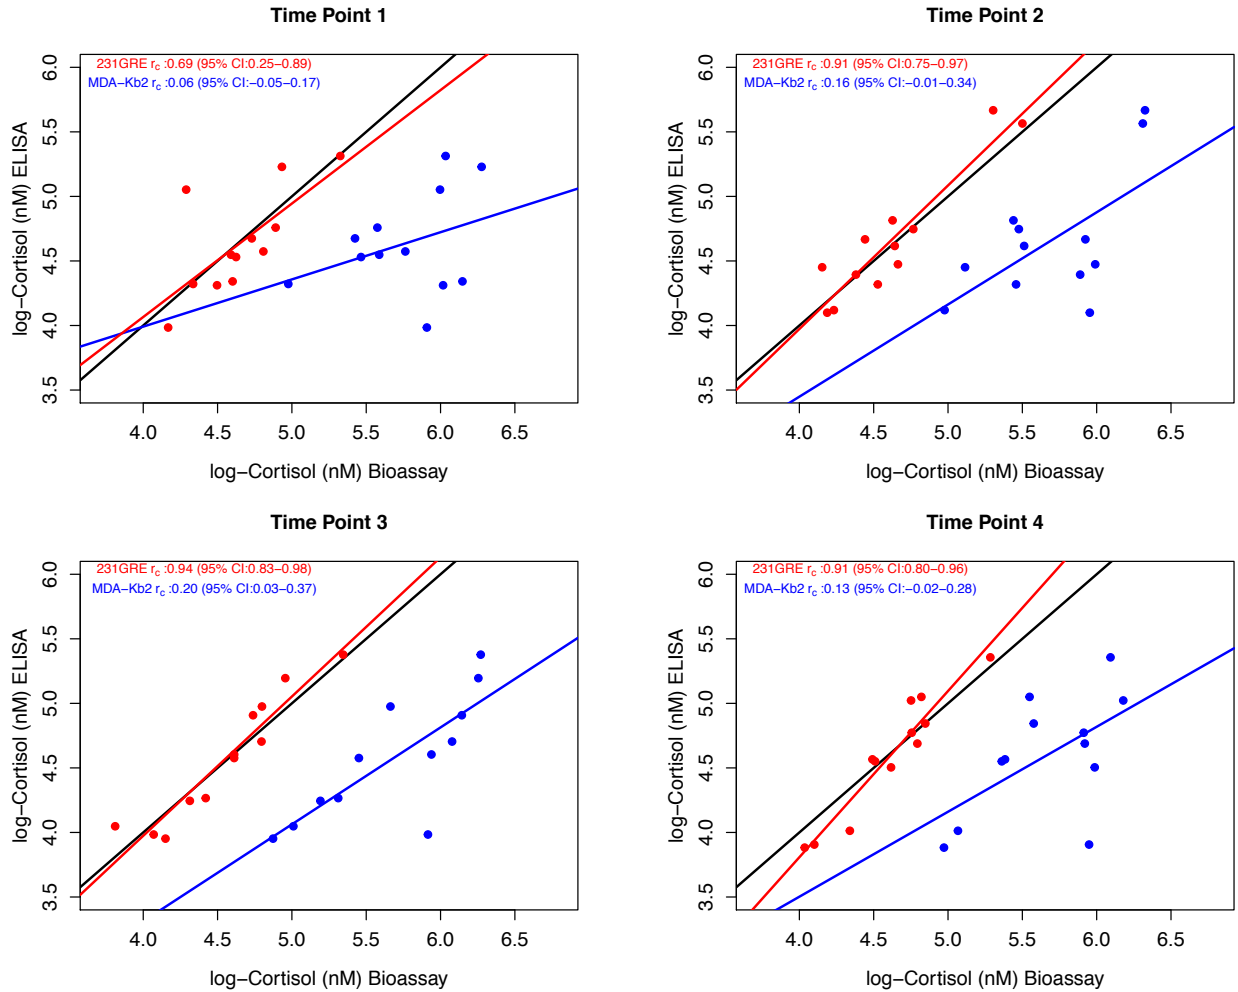 Time Point 1
231GRE rc :0.69 (95% CI:0.25−0.89)
MDA−Kb2 rc :0.06 (95% CI:−0.05−0.17)
log−Cortisol (nM) ELISA
6.0
5.5
5.0
4.5
4.0
3.5
4.0 4.5 5.0 5.5 6.0 6.5
log−Cortisol (nM) Bioassay
Time Point 2
231GRE rc :0.91 (95% CI:0.75−0.97)
MDA−Kb2 rc :0.16 (95% CI:−0.01−0.34)
log−Cortisol (nM) ELISA
6.0
5.5
5.0
4.5
4.0
3.5
4.0 4.5 5.0 5.5 6.0 6.5
log−Cortisol (nM) Bioassay
Time Point 3
231GRE rc :0.94 (95% CI:0.83−0.98)
MDA−Kb2 rc :0.20 (95% CI:0.03−0.37)
log−Cortisol (nM) ELISA
6.0
5.5
5.0
4.5
4.0
3.5
4.0 4.5 5.0 5.5 6.0 6.5
log−Cortisol (nM) Bioassay
Time Point 4
231GRE rc :0.91 (95% CI:0.80−0.96)
MDA−Kb2 rc :0.13 (95% CI:−0.02−0.28)
log−Cortisol (nM) ELISA
6.0
5.5
5.0
4.5
4.0
3.5
4.0 4.5 5.0 5.5 6.0 6.5
log−Cortisol (nM) Bioassay